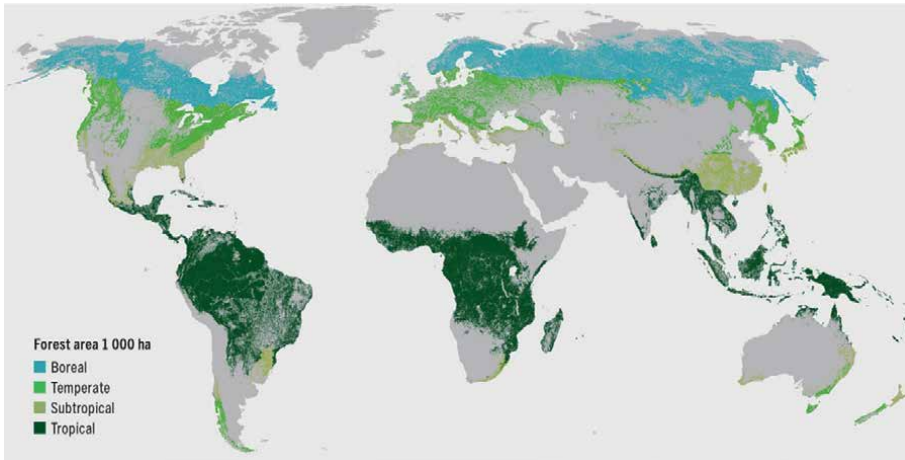 Forest area 1 000 ha
Boreal
Temperate
Subtropical
Tropical